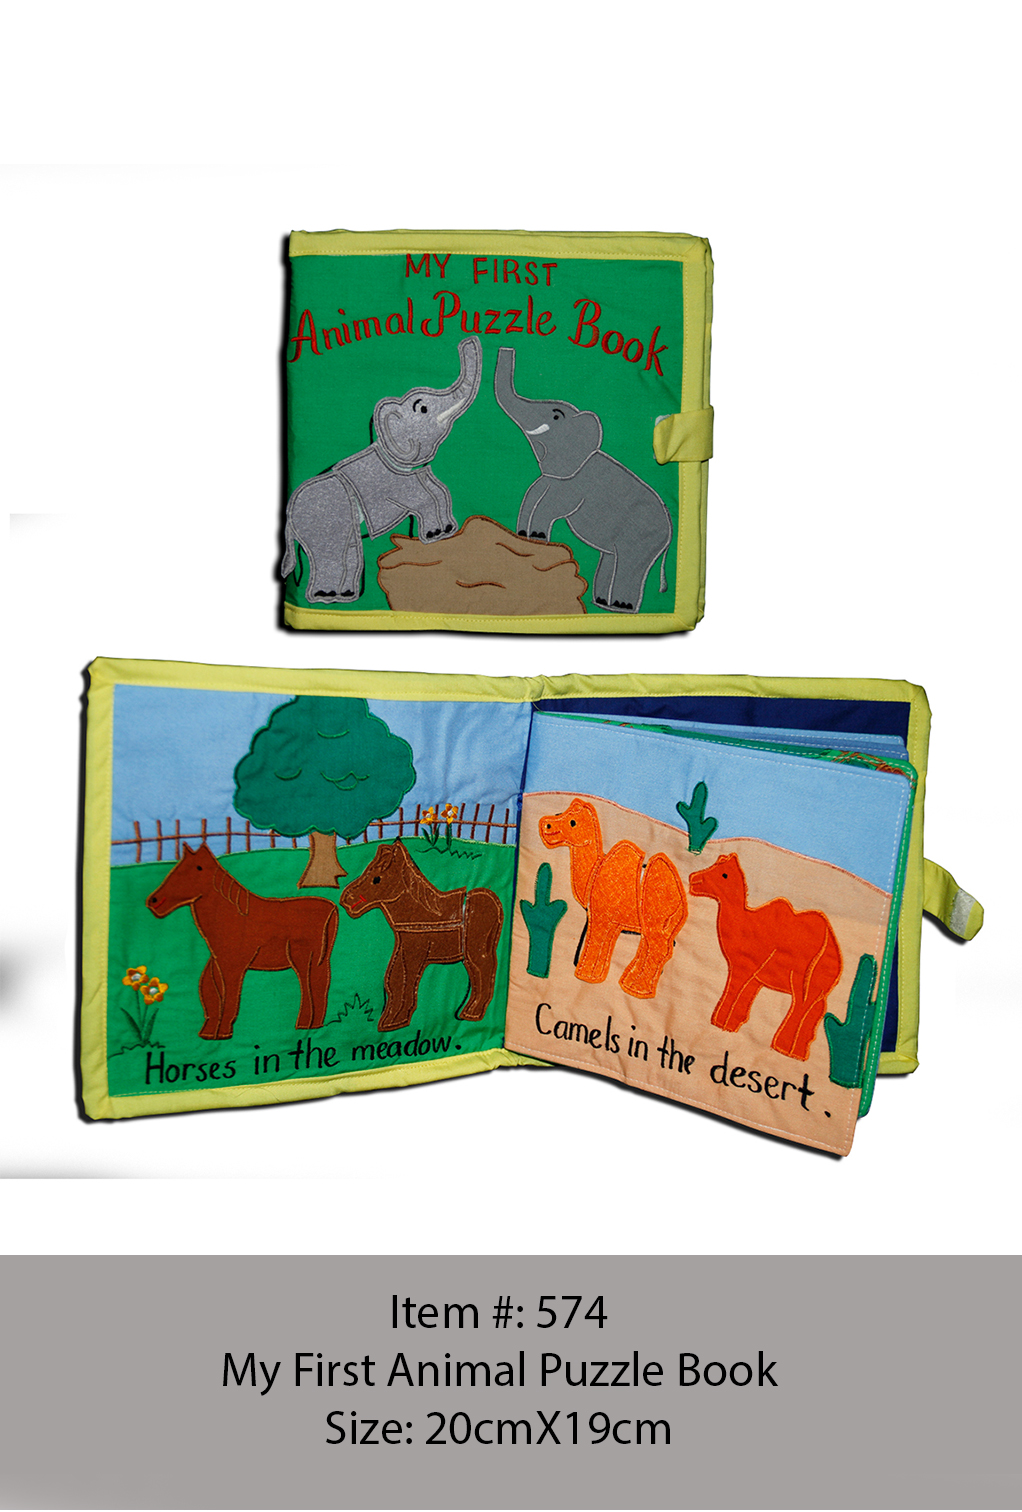 MY FIRST
Animal Puzzle Book
Horses in the meadow.
Camels in the desert.
Item #: 574
My First Animal Puzzle Book
Size: 20cmX19cm